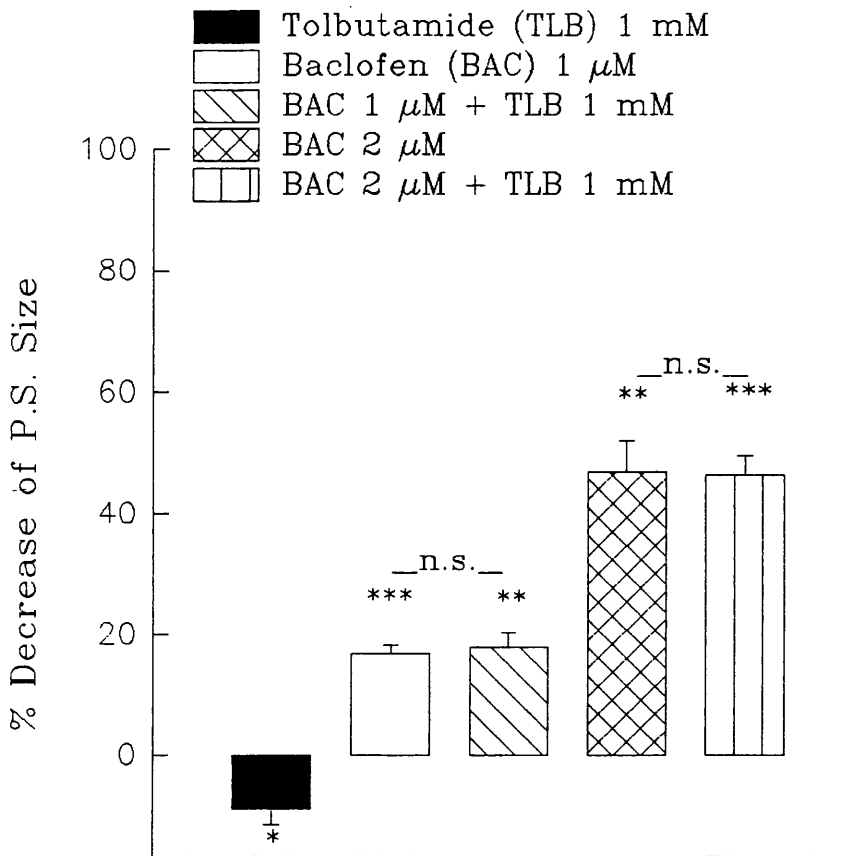 Tolbutamide (TLB) 1 mM
Baclofen (BAC) 1 μM
BAC 1 μM + TLB 1 mM
BAC 2 μM
BAC 2 μM + TLB 1 mM
% Decrease of P.S. Size
100
80
60
40
20
0
n.s.
** ***
n.s.
*** **
*